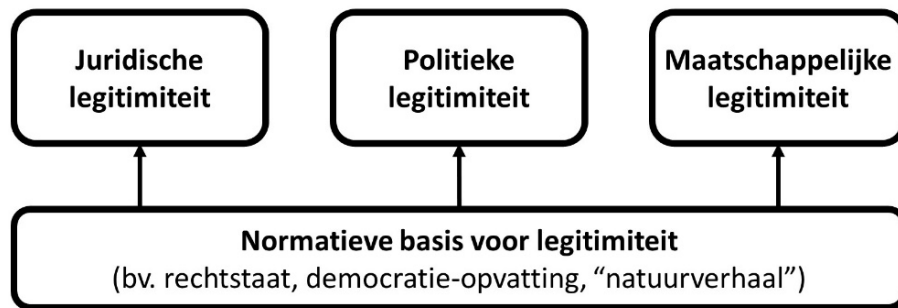 Juridische
legitimiteit
Politieke
legitimiteit
Maatschappelijke
legitimiteit
Normatieve basis voor legitimiteit
(bv. rechtstaat, democratie-opvatting, “natuurverhaal”)